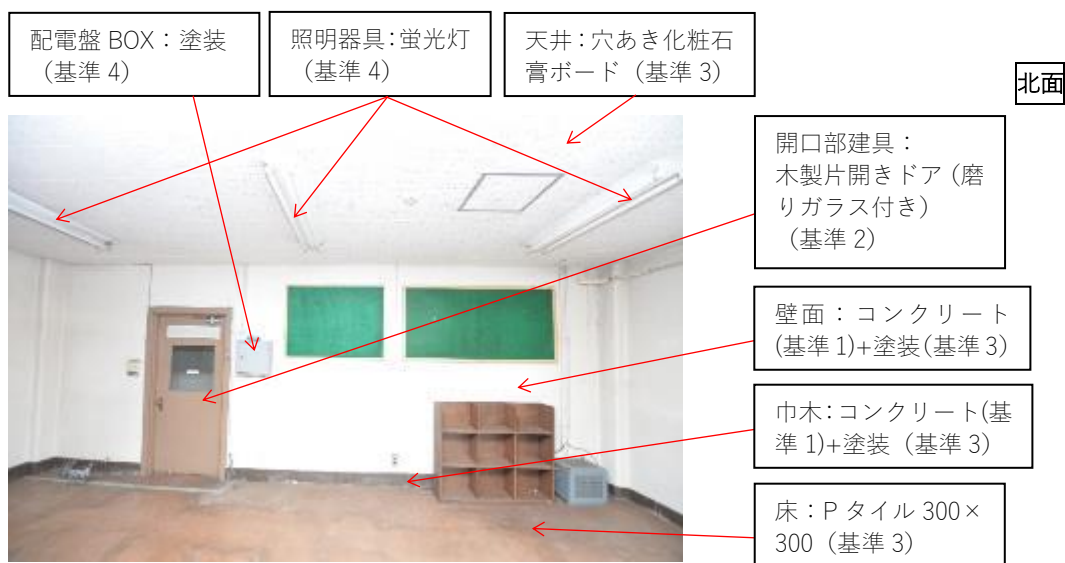 配電盤 BOX：塗装
（基準 4）
照明器具：蛍光灯
（基準 4）
天井：穴あき化粧石
膏ボード（基準 3）
北面
開口部建具：
木製片開きドア（磨
りガラス付き）
（基準 2）
壁面：コンクリート
(基準 1)+塗装(基準 3)
巾木：コンクリート(基
準 1)+塗装（基準 3）
床：P タイル 300×
300（基準 3）